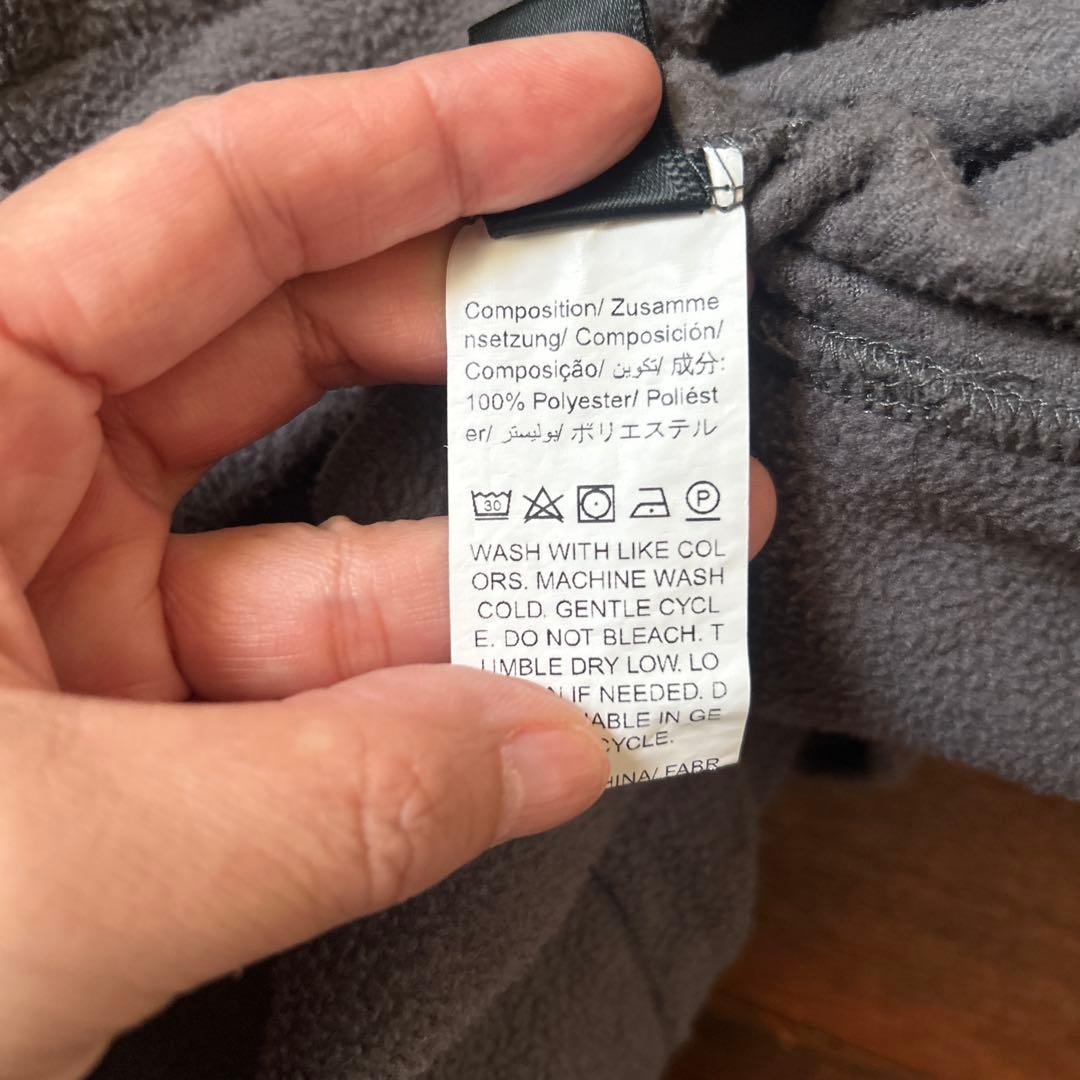 Composition/ Zusamme
nsetzung/ Composición/
Composição/ تكوين/ 成分:
100% Polyester/ Poliést
er/ بوليستر/ ポリエステル
30
P
WASH WITH LIKE COL
ORS. MACHINE WASH
COLD. GENTLE CYCL
E. DO NOT BLEACH. T
UMBLE DRY LOW. LO
IF NEEDED. D
ABLE IN GE
CYCLE.
HINA/ FABR